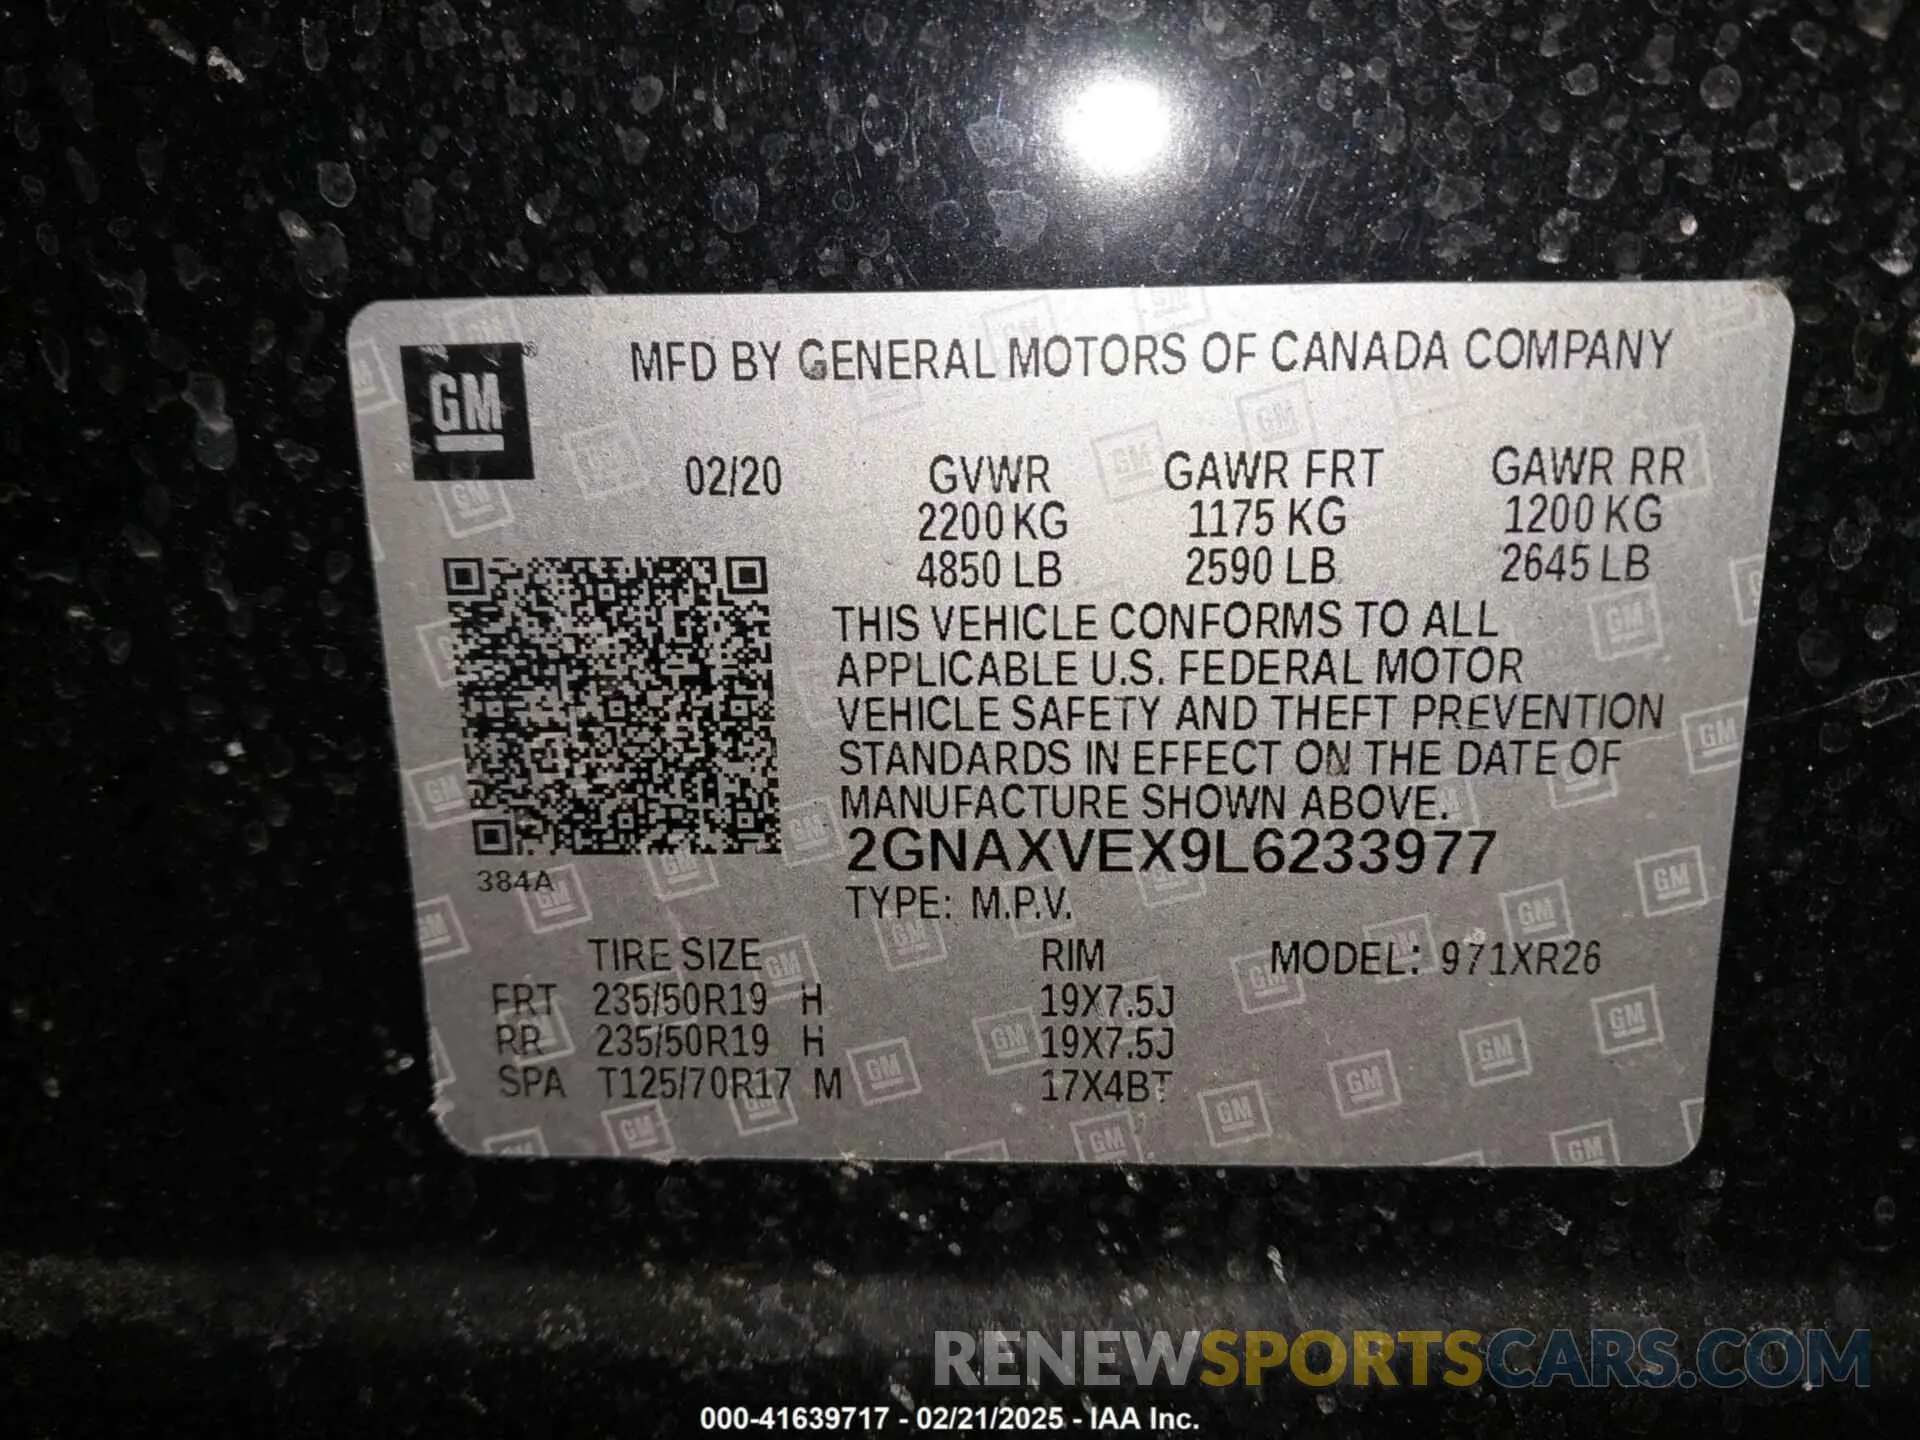 GM®
MFD BY GENERAL MOTORS OF CANADA COMPANY
02/20 GVWR GAWR FRT GAWR RR
2200 KG 1175 KG 1200 KG
4850 LB 2590 LB 2645 LB
THIS VEHICLE CONFORMS TO ALL
APPLICABLE U.S. FEDERAL MOTOR
VEHICLE SAFETY AND THEFT PREVENTION
STANDARDS IN EFFECT ON THE DATE OF
MANUFACTURE SHOWN ABOVE.
2GNAXVEX9L6233977
384A
TYPE: M.P.V.
TIRE SIZE RIM MODEL: 971XR26
FRT 235/50R19 H 19X7.5J
RR 235/50R19 H 19X7.5J
SPA T125/70R17 M 17X4BT
RENEWSPORTSCARS.COM
000-41639717 - 02/21/2025 - IAA Inc.